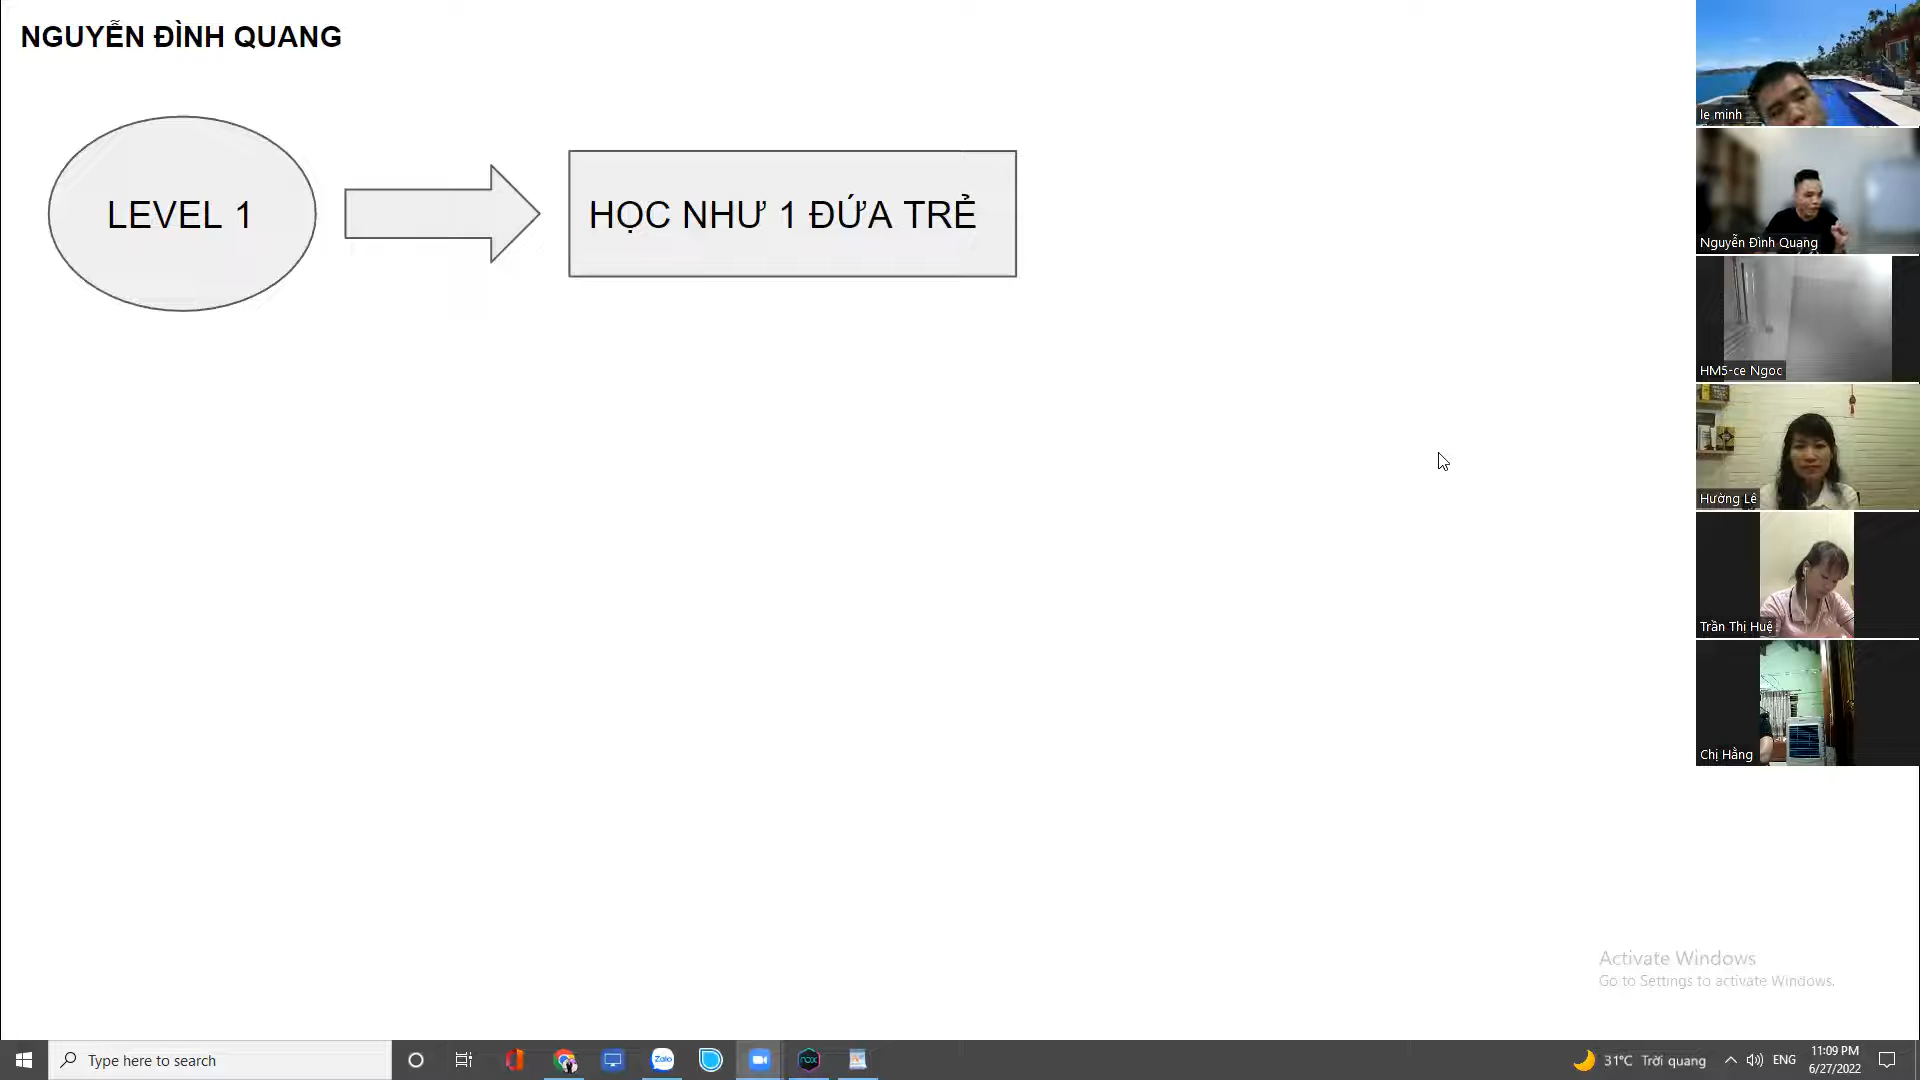 NGUYỄN ĐÌNH QUANG
LEVEL 1
HỌC NHƯ 1 ĐỨA TRẺ
le minh
Nguyễn Đình Quang
HM5-ce Ngoc
Hường Lê
Trần Thị Huệ
Chị Hằng
Activate Windows
Go to Settings to activate Windows.
Type here to search
Zalo
nox
31°C Trời quang
ENG
11:09 PM
6/27/2022